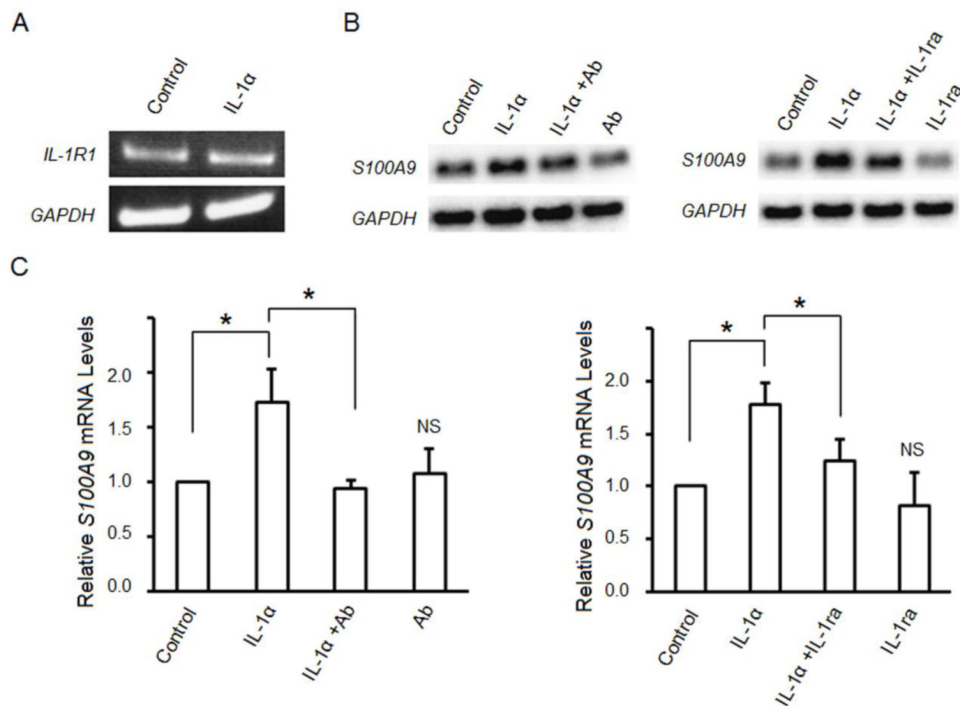 A
Control
IL-1α
IL-1R1
GAPDH
B
Control
IL-1α
IL-1α +Ab
Ab
S100A9
GAPDH
Control
IL-1α
IL-1α +IL-1ra
IL-1ra
S100A9
GAPDH
C
Relative S100A9 mRNA Levels
2.0
1.5
1.0
0.5
0.0
*
*
NS
Control
IL-1α
IL-1α +Ab
Ab
Relative S100A9 mRNA Levels
2.0
1.5
1.0
0.5
0.0
*
*
NS
Control
IL-1α
IL-1α +IL-1ra
IL-1ra